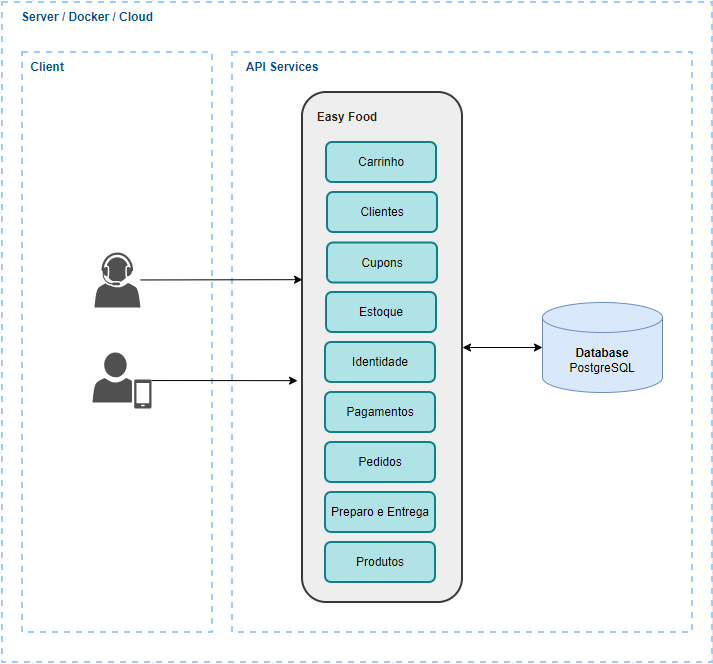 Server / Docker / Cloud
Client
API Services
Easy Food
Carrinho
Clientes
Cupons
Estoque
Identidade
Pagamentos
Pedidos
Preparo e Entrega
Produtos
Database
PostgreSQL